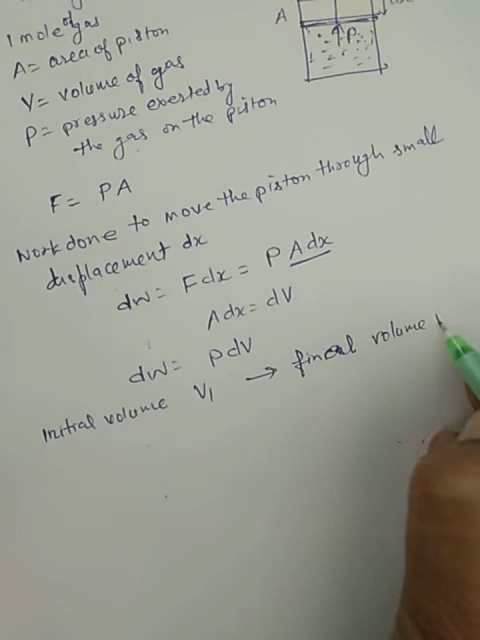 1 mole of gas
A = area of piston
V = volume of gas
P = pressure exerted by
the gas on the piston
A
P
F = PA
Work done to move the piston through small
displacement dx
dw = Fdx = P Adx
Adx = dV
dw = pdV
Initial volume V1 → final volume